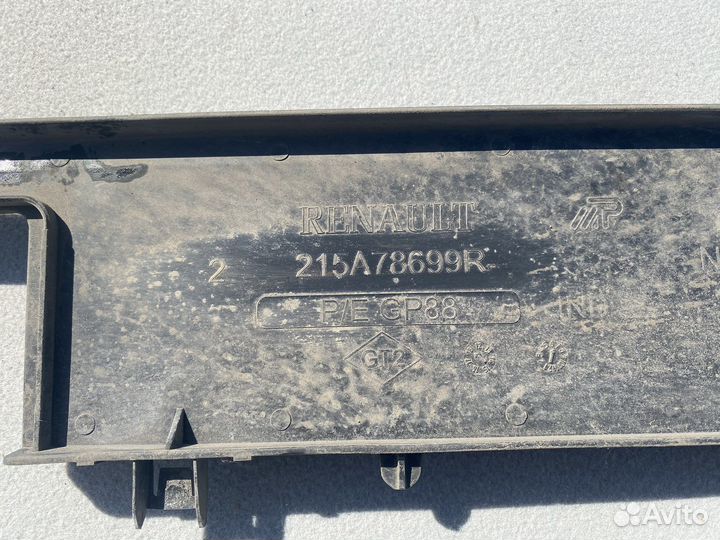 RENAULT
2 215A78699R N
P/E GP88
GT2
Avito